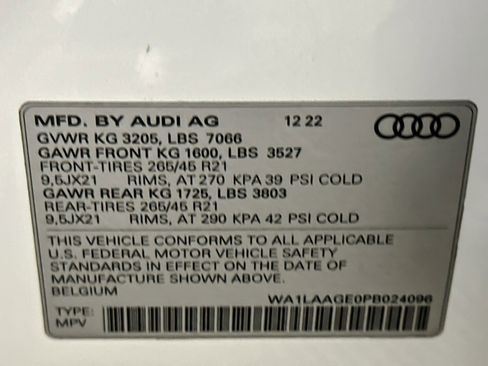 MFD. BY AUDI AG 12 22
GVWR KG 3205, LBS 7066
GAWR FRONT KG 1600, LBS 3527
FRONT-TIRES 265/45 R21
9,5JX21 RIMS, AT 270 KPA 39 PSI COLD
GAWR REAR KG 1725, LBS 3803
REAR-TIRES 265/45 R21
9,5JX21 RIMS, AT 290 KPA 42 PSI COLD
THIS VEHICLE CONFORMS TO ALL APPLICABLE
U.S. FEDERAL MOTOR VEHICLE SAFETY
STANDARDS IN EFFECT ON THE DATE OF
MANUFACTURE SHOWN ABOVE.
BELGIUM WA1LAAGE0PB024096
TYPE:
MPV